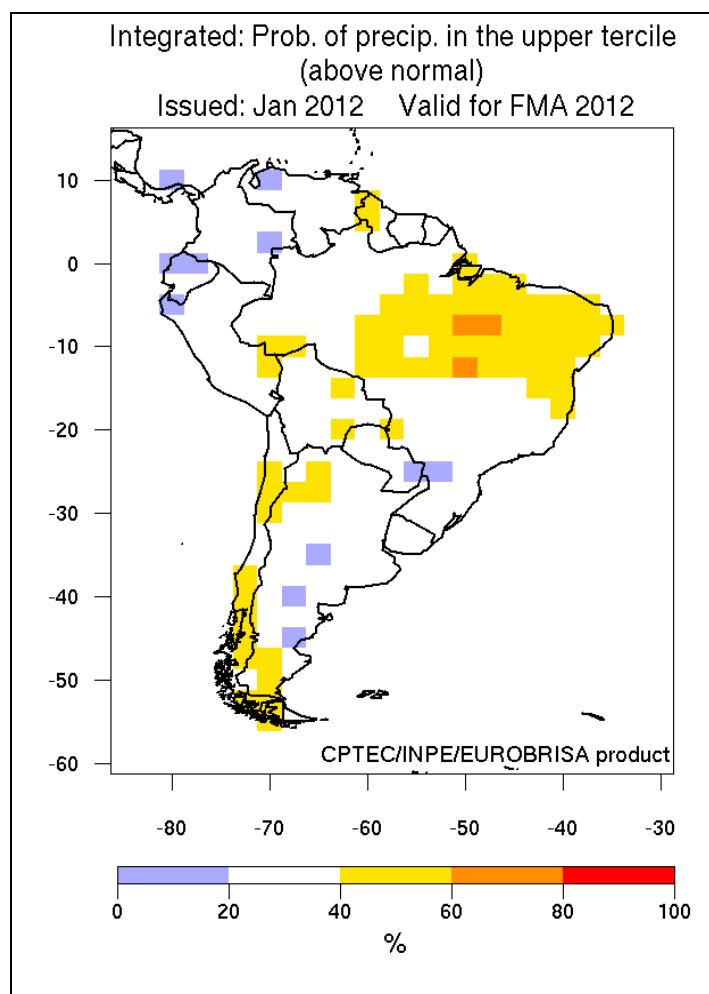 Integrated: Prob. of precip. in the upper tercile
(above normal)
Issued: Jan 2012 Valid for FMA 2012
10
0
-10
-20
-30
-40
-50
-60
CPTEC/INPE/EUROBRISA product
-80 -70 -60 -50 -40 -30
0 20 40 60 80 100
%